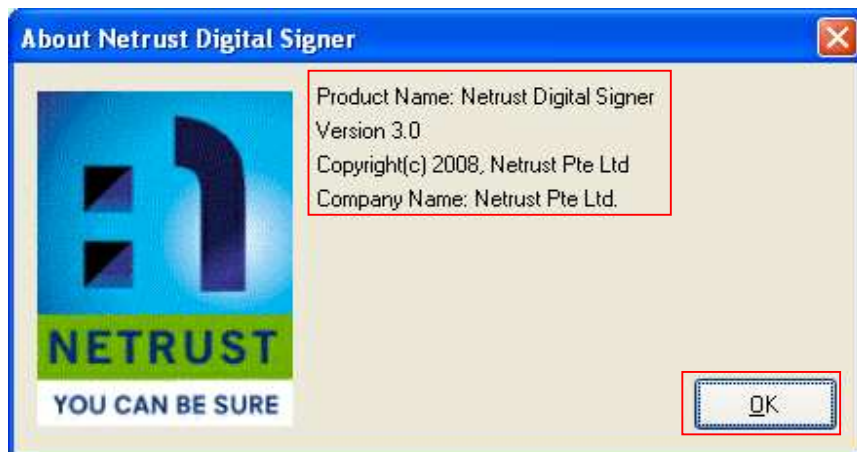 About Netrust Digital Signer
Product Name: Netrust Digital Signer
Version 3.0
Copyright(c) 2008, Netrust Pte Ltd
Company Name: Netrust Pte Ltd.
NETRUST
YOU CAN BE SURE
OK